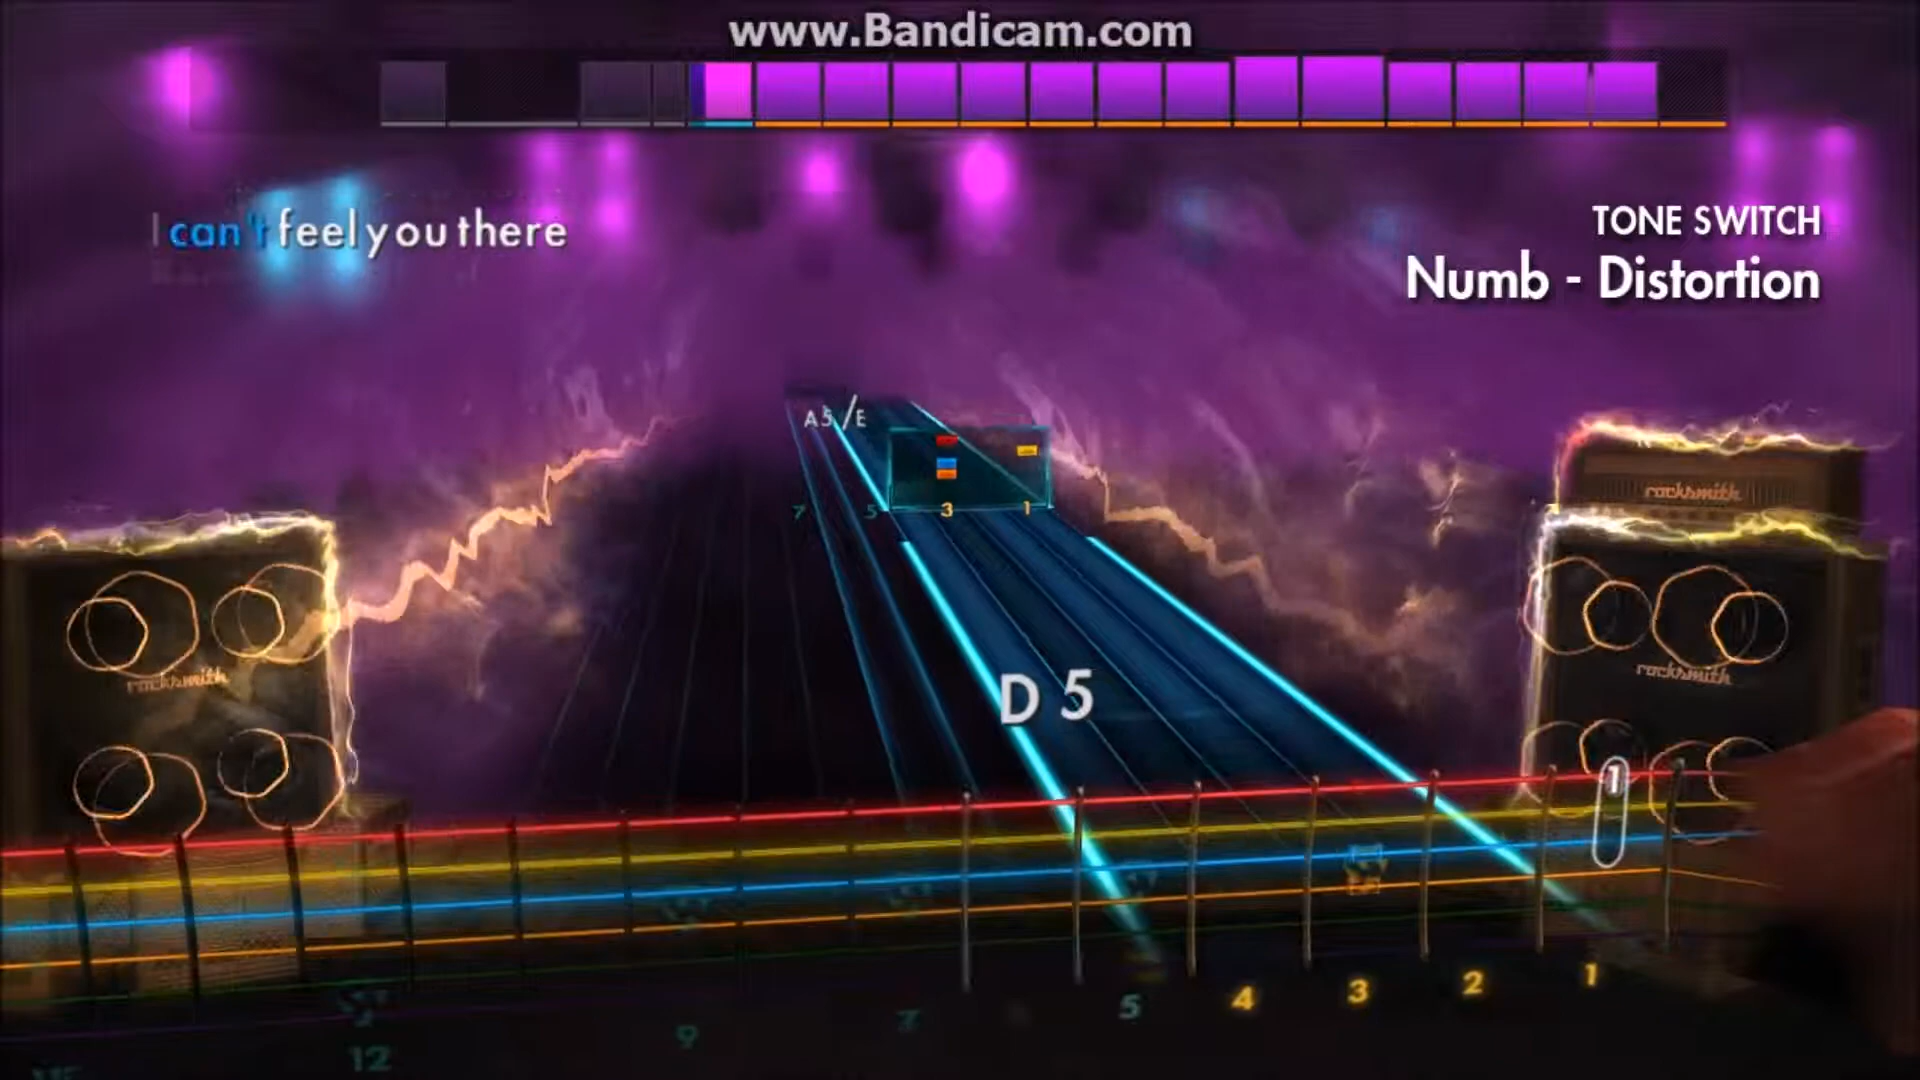 www.Bandicam.com
I can't feel you there
TONE SWITCH
Numb - Distortion
A5/E
rocksmith
7 5 3 1
rocksmith
rocksmith
D 5
1
12 9 7 5 4 3 2 1